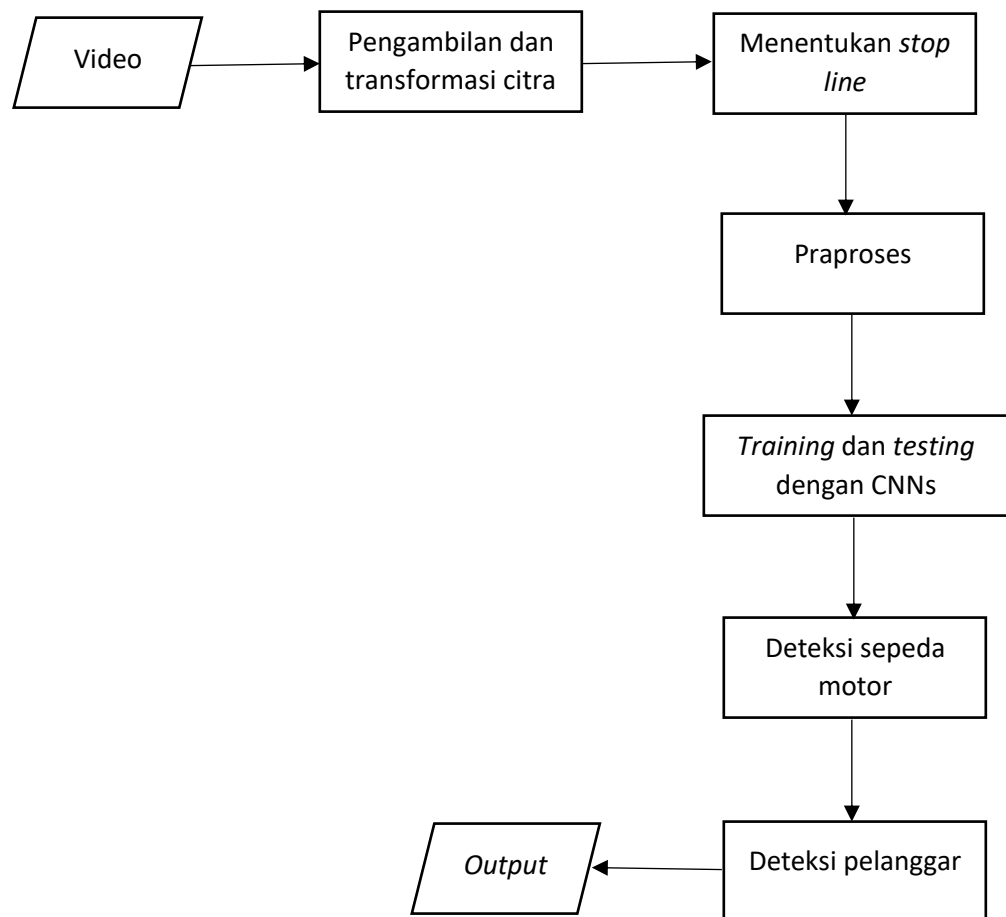 Video
Pengambilan dan
transformasi citra
Menentukan stop
line
Praproses
Training dan testing
dengan CNNs
Deteksi sepeda
motor
Deteksi pelanggar
Output